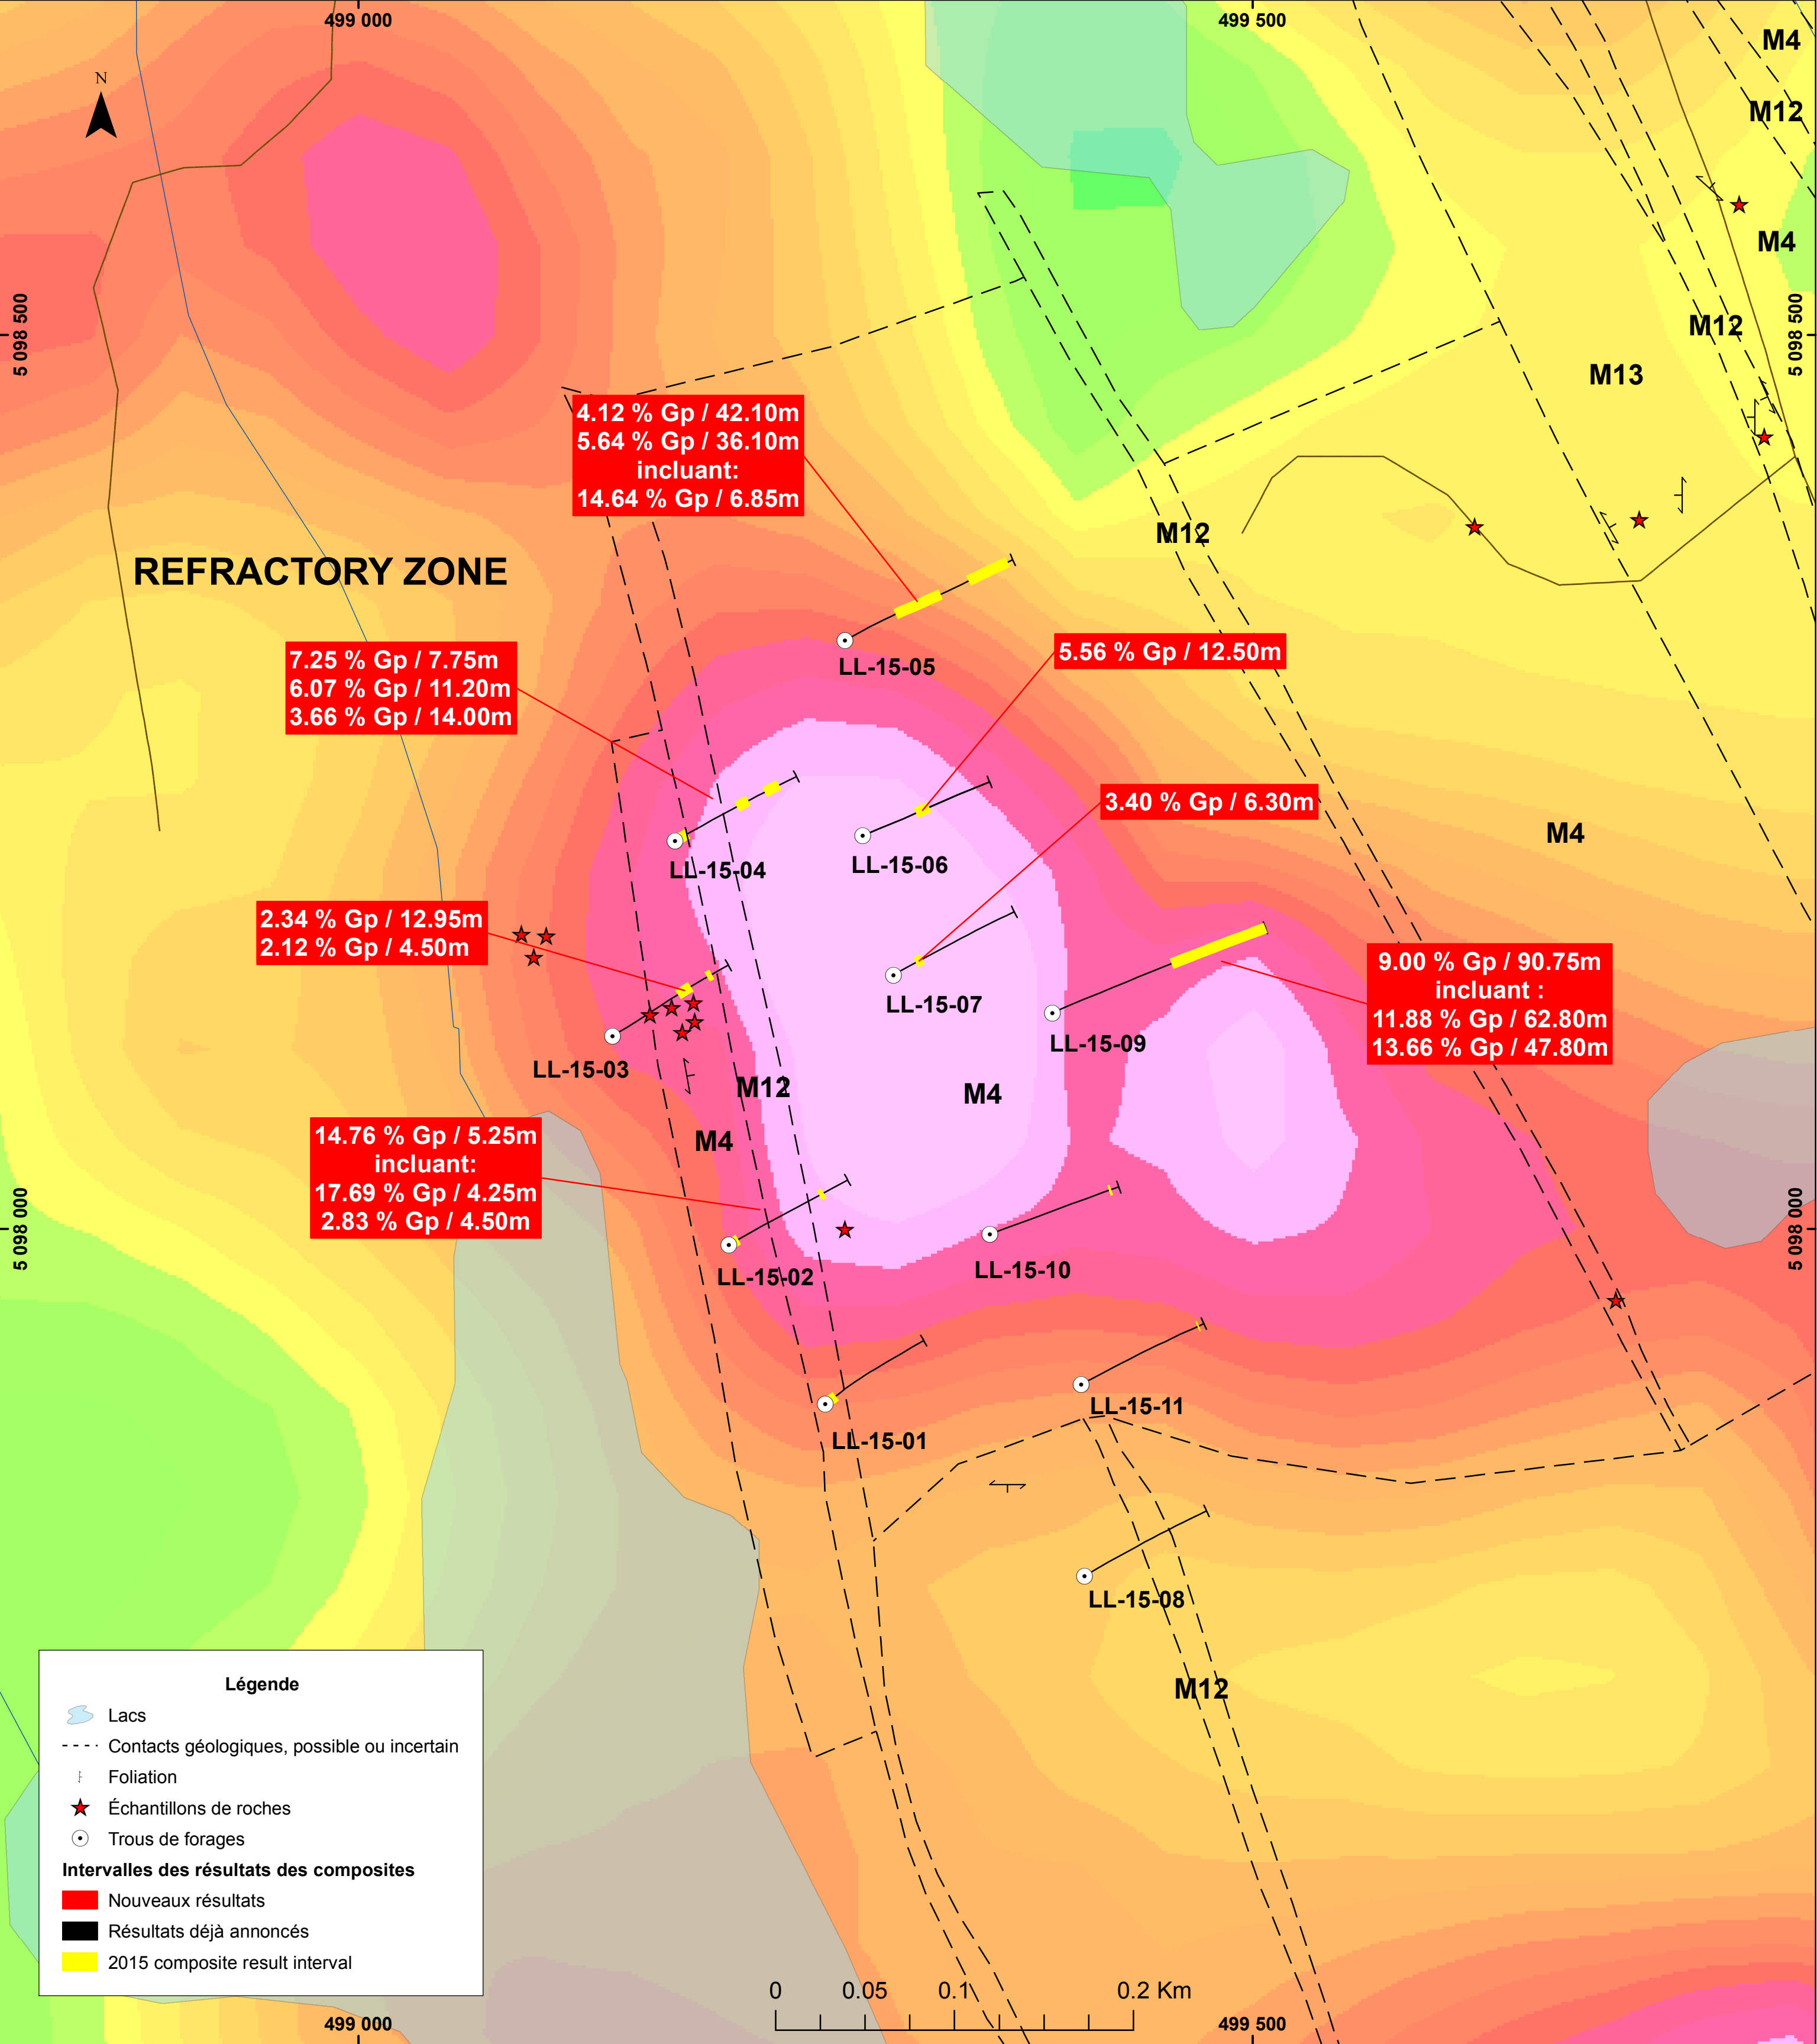 499 000
499 500
N
M4
M12
M4
5 098 500
5 098 500
M12
M13
4.12 % Gp / 42.10m
5.64 % Gp / 36.10m
incluant:
14.64 % Gp / 6.85m
M12
REFRACTORY ZONE
7.25 % Gp / 7.75m
6.07 % Gp / 11.20m
3.66 % Gp / 14.00m
LL-15-05
5.56 % Gp / 12.50m
3.40 % Gp / 6.30m
M4
LL-15-04
LL-15-06
2.34 % Gp / 12.95m
2.12 % Gp / 4.50m
LL-15-07
9.00 % Gp / 90.75m
incluant :
11.88 % Gp / 62.80m
13.66 % Gp / 47.80m
LL-15-09
LL-15-03
M12
M4
M4
14.76 % Gp / 5.25m
incluant:
17.69 % Gp / 4.25m
2.83 % Gp / 4.50m
5 098 000
5 098 000
LL-15-02
LL-15-10
LL-15-11
LL-15-01
LL-15-08
M12
Légende
Lacs
Contacts géologiques, possible ou incertain
Foliation
Échantillons de roches
Trous de forages
Intervalles des résultats des composites
Nouveaux résultats
Résultats déjà annoncés
2015 composite result interval
0 0.05 0.1 0.2 Km
499 000
499 500